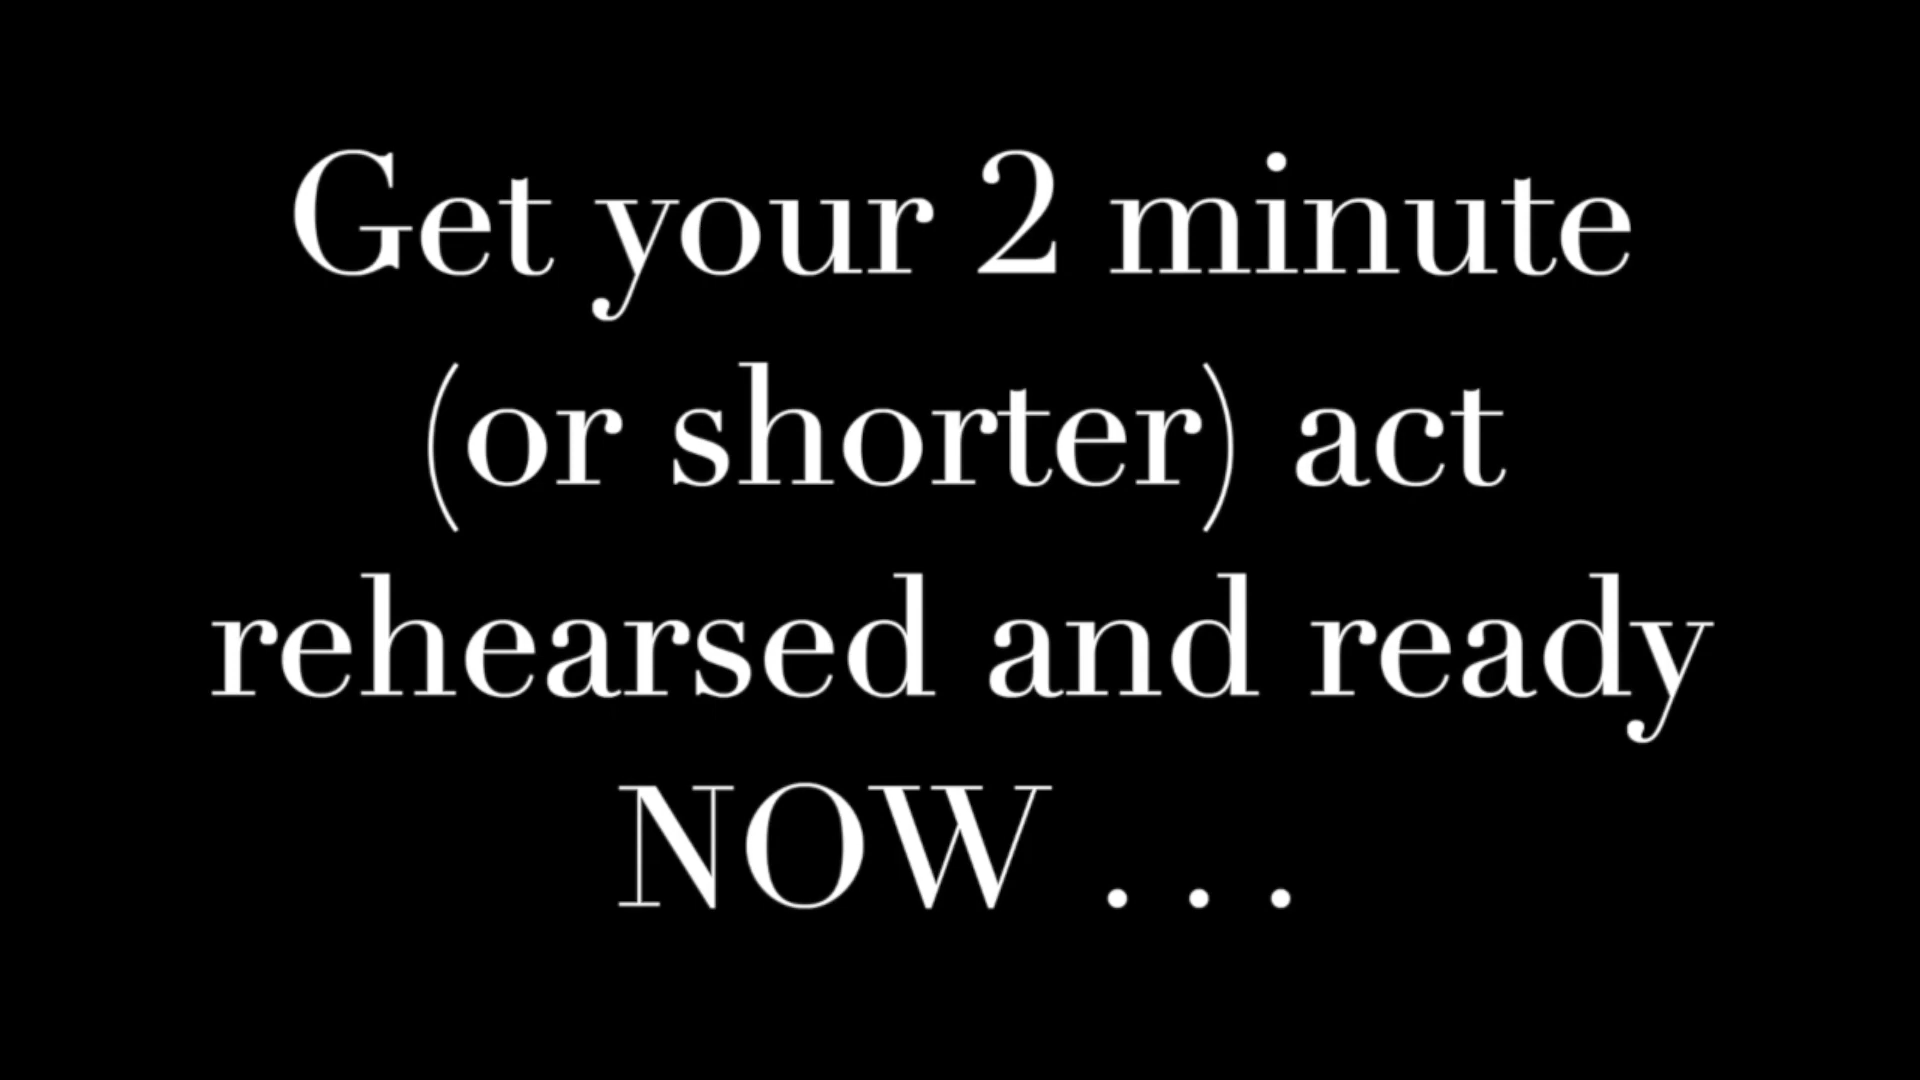 Get your 2 minute
(or shorter) act
rehearsed and ready
NOW . . .